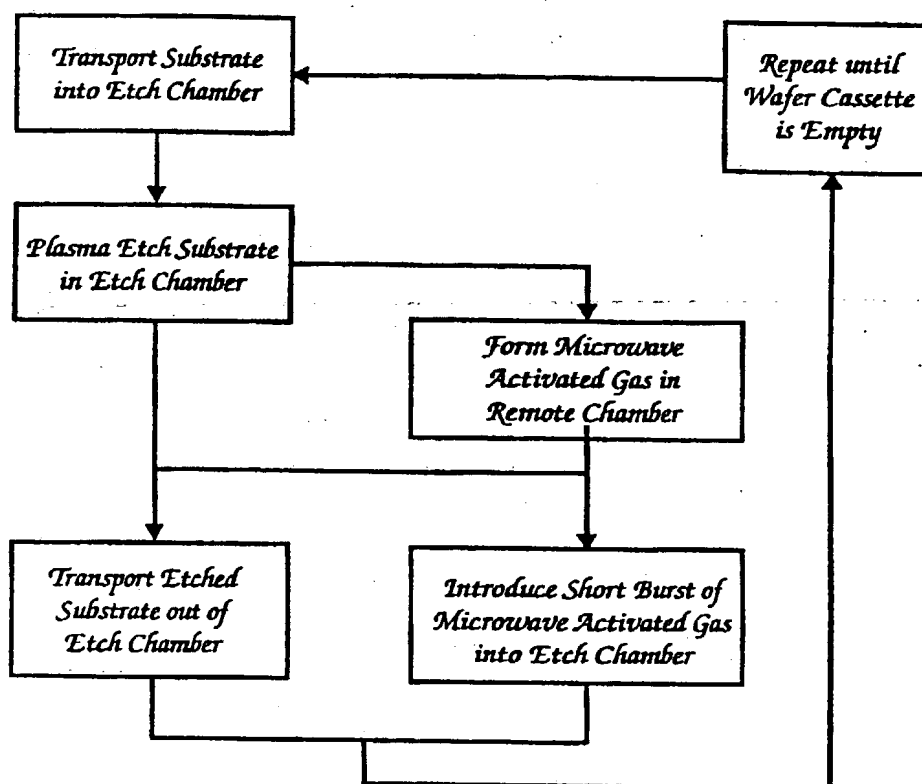 Transport Substrate
into Etch Chamber
Repeat until
Wafer Cassette
is Empty
Plasma Etch Substrate
in Etch Chamber
Form Microwave
Activated Gas in
Remote Chamber
Transport Etched
Substrate out of
Etch Chamber
Introduce Short Burst of
Microwave Activated Gas
into Etch Chamber